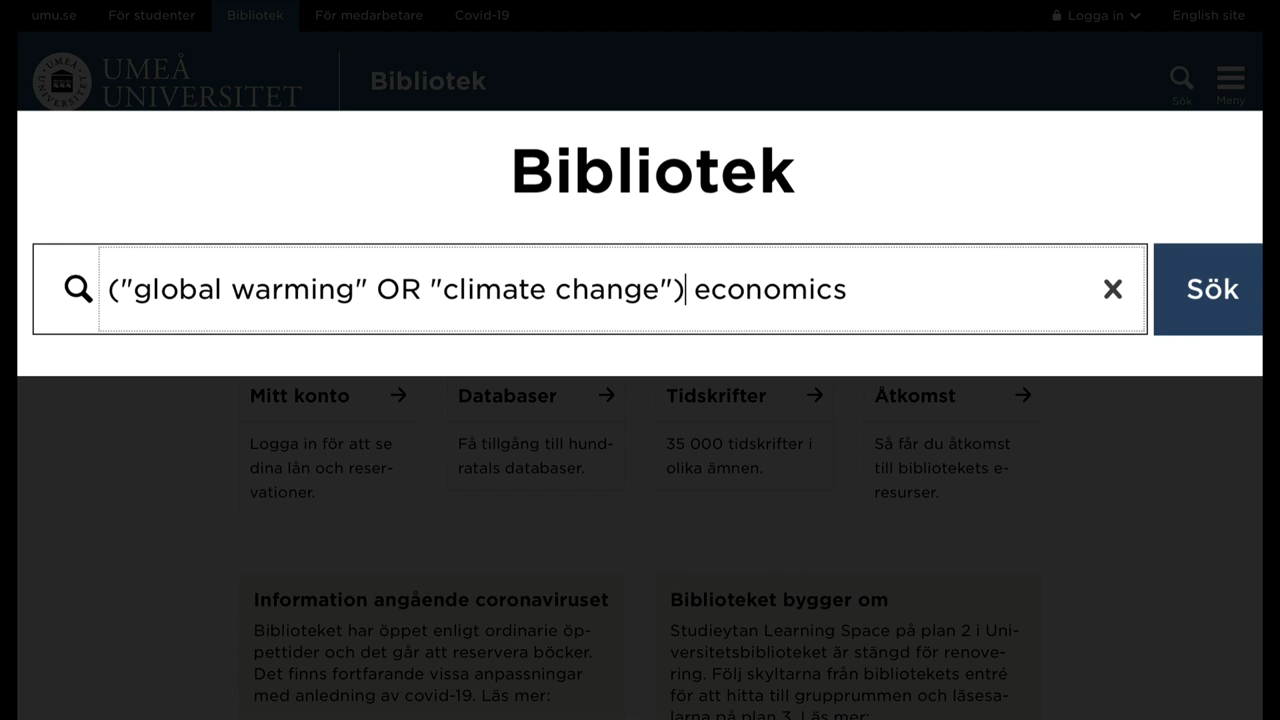 umu.se För studenter Bibliotek För medarbetare Covid-19 Logga in English site
UMEÅ
UNIVERSITET
Bibliotek
Sök Meny
Bibliotek
("global warming" OR "climate change") economics
Sök
Mitt konto
Logga in för att se
dina lån och reser-
vationer.
Databaser
Få tillgång till hund-
ratals databaser.
Tidskrifter
35 000 tidskrifter i
olika ämnen.
Åtkomst
Så får du åtkomst
till bibliotekets e-
resurser.
Information angående coronaviruset
Biblioteket har öppet enligt ordinarie öp-
pettider och det går att reservera böcker.
Det finns fortfarande vissa anpassningar
med anledning av covid-19. Läs mer:
Biblioteket bygger om
Studieytan Learning Space på plan 2 i Uni-
versitetsbiblioteket är stängd för renove-
ring. Följ skyltarna från bibliotekets entré
för att hitta till grupprummen och läsesa-
larna på plan 3. Läs mer: